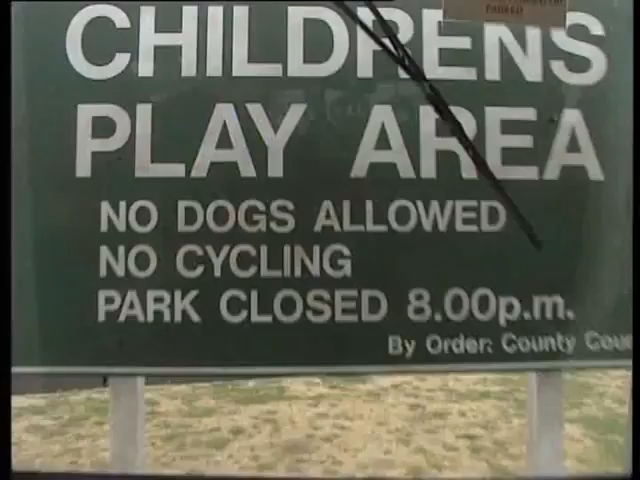 CHILDRENS
PLAY AREA
NO DOGS ALLOWED
NO CYCLING
PARK CLOSED 8.00p.m.
By Order: County